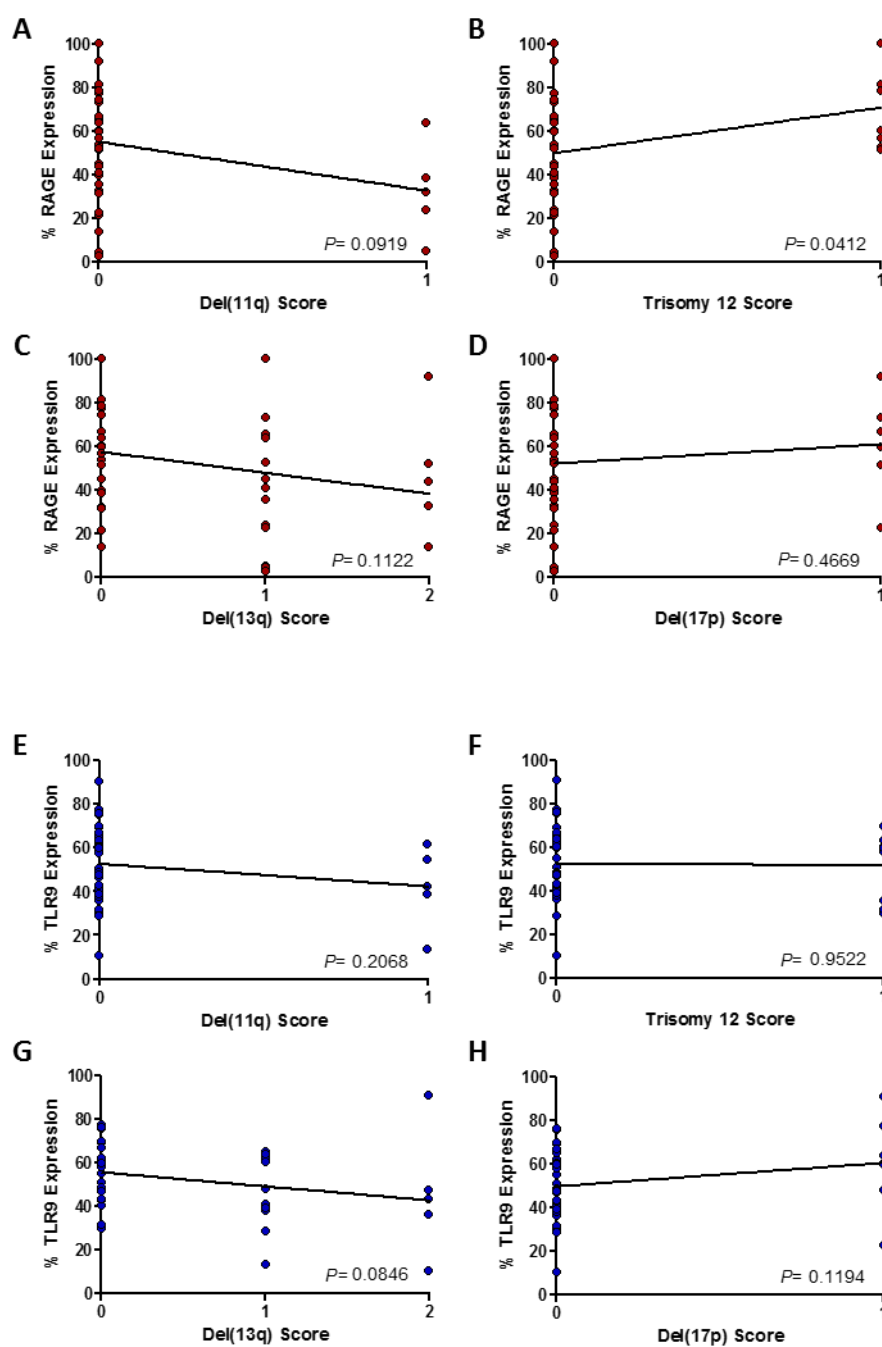 A
% RAGE Expression
100
80
60
40
20
0
P= 0.0919
0
1
Del(11q) Score
B
% RAGE Expression
100
80
60
40
20
0
P= 0.0412
0
1
Trisomy 12 Score
C
% RAGE Expression
100
80
60
40
20
0
P= 0.1122
0
1
2
Del(13q) Score
D
% RAGE Expression
100
80
60
40
20
0
P= 0.4669
0
1
Del(17p) Score
E
% TLR9 Expression
100
80
60
40
20
0
P= 0.2068
0
1
Del(11q) Score
F
% TLR9 Expression
100
80
60
40
20
0
P= 0.9522
0
1
Trisomy 12 Score
G
% TLR9 Expression
100
80
60
40
20
0
P= 0.0846
0
1
2
Del(13q) Score
H
% TLR9 Expression
100
80
60
40
20
0
P= 0.1194
0
1
Del(17p) Score